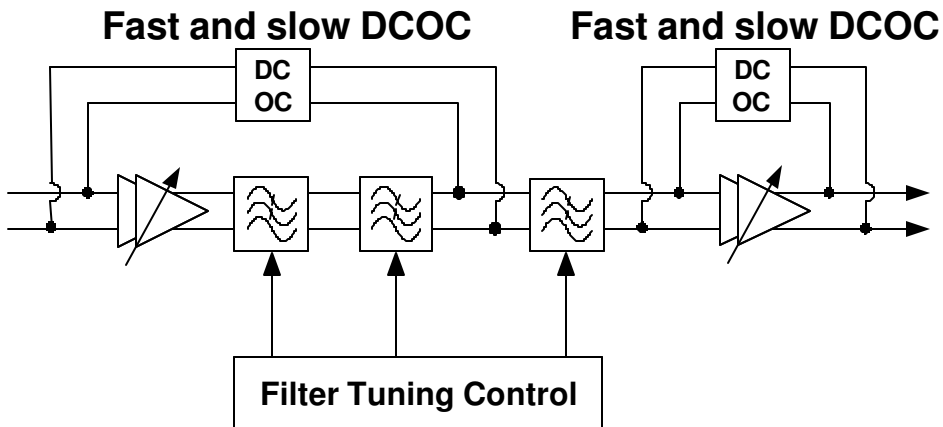 Fast and slow DCOC
Fast and slow DCOC
DC
OC
DC
OC
Filter Tuning Control